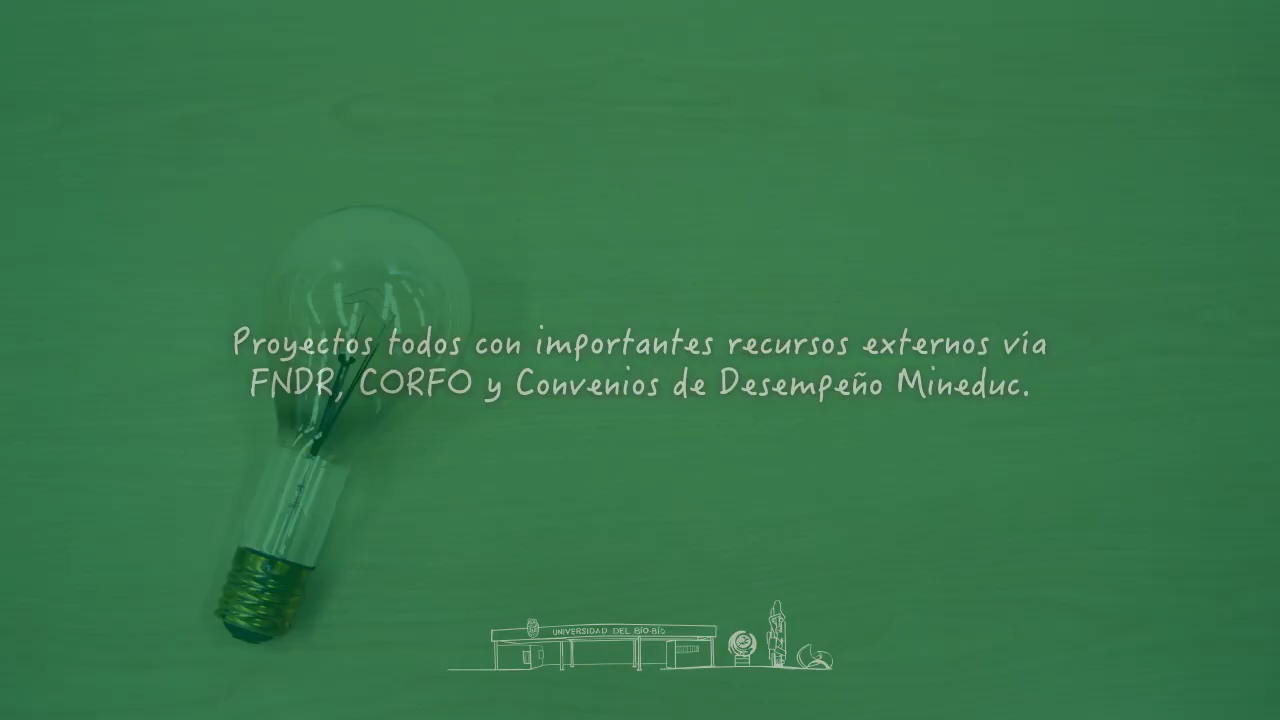 Proyectos todos con importantes recursos externos vía
FNDR, CORFO y Convenios de Desempeño Mineduc.
UNIVERSIDAD DEL BÍO-BÍO